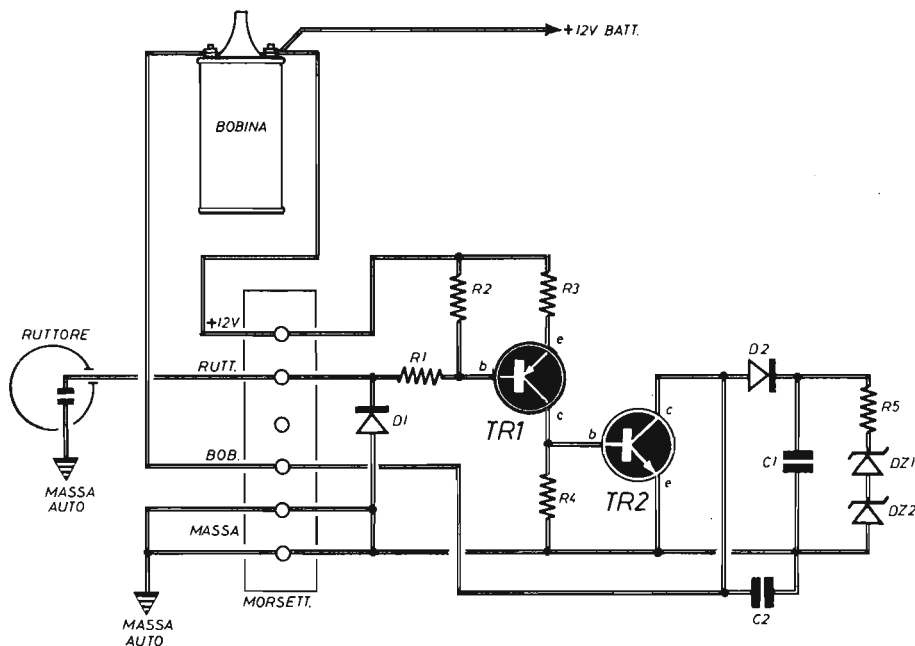 +12V BATT.
BOBINA
RUTTORE
MASSA
AUTO
+12V
RUTT.
BOB.
MASSA
MORSETT.
MASSA
AUTO
R1
R2
R3
R4
R5
D1
D2
b
e
c
TR1
b
c
e
TR2
C1
C2
DZ1
DZ2